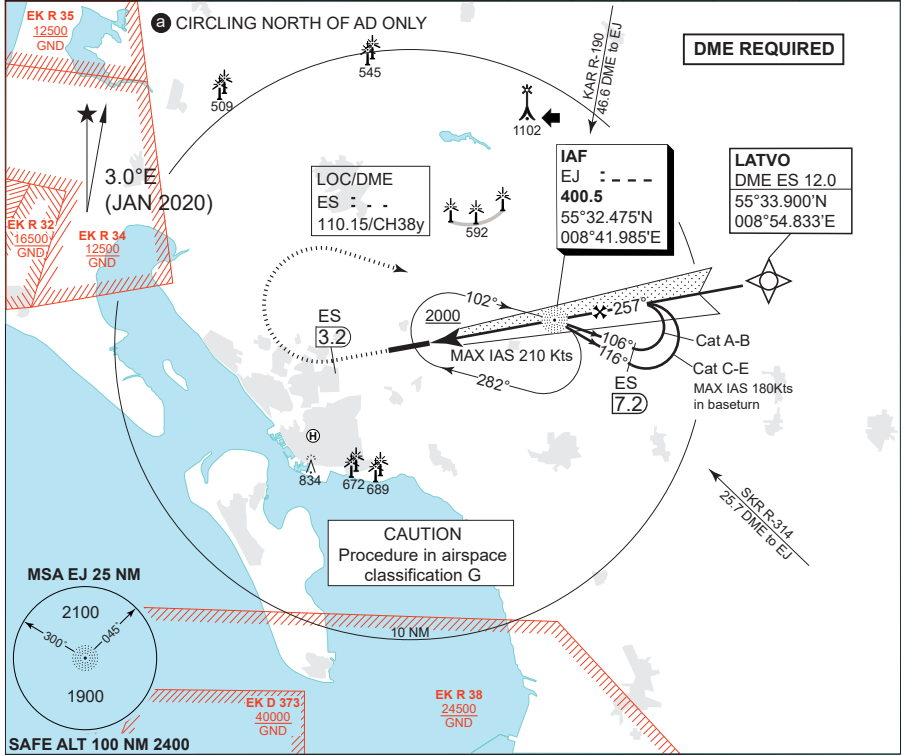 EK R 35
12500
GND
a CIRCLING NORTH OF AD ONLY
DME REQUIRED
KAR R-190
46.6 DME to EJ
545
509
1102
3.0°E
(JAN 2020)
LOC/DME
ES
110.15/CH38y
592
IAF
EJ
400.5
55°32.475'N
008°41.985'E
LATVO
DME ES 12.0
55°33.900'N
008°54.833'E
EK R 32
16500
GND
EK R 34
12500
GND
102°
2000
257°
ES
3.2
MAX IAS 210 Kts
282°
106°
116°
Cat A-B
Cat C-E
MAX IAS 180Kts
in baseturn
ES
7.2
H
834
672
689
SKR R-314
25.7 DME to EJ
CAUTION
Procedure in airspace
classification G
MSA EJ 25 NM
2100
300°
045°
1900
10 NM
EK D 373
40000
GND
EK R 38
24500
GND
SAFE ALT 100 NM 2400